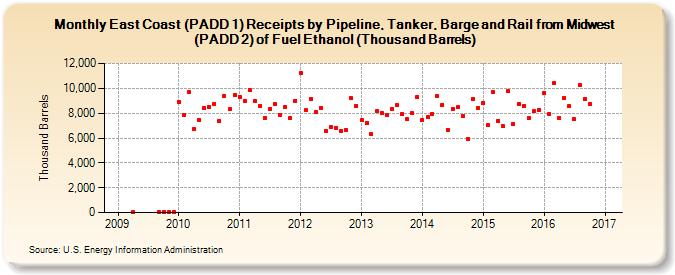 Monthly East Coast (PADD 1) Receipts by Pipeline, Tanker, Barge and Rail from Midwest
(PADD 2) of Fuel Ethanol (Thousand Barrels)
Thousand Barrels
12,000
10,000
8,000
6,000
4,000
2,000
0
2009 2010 2011 2012 2013 2014 2015 2016 2017
Source: U.S. Energy Information Administration